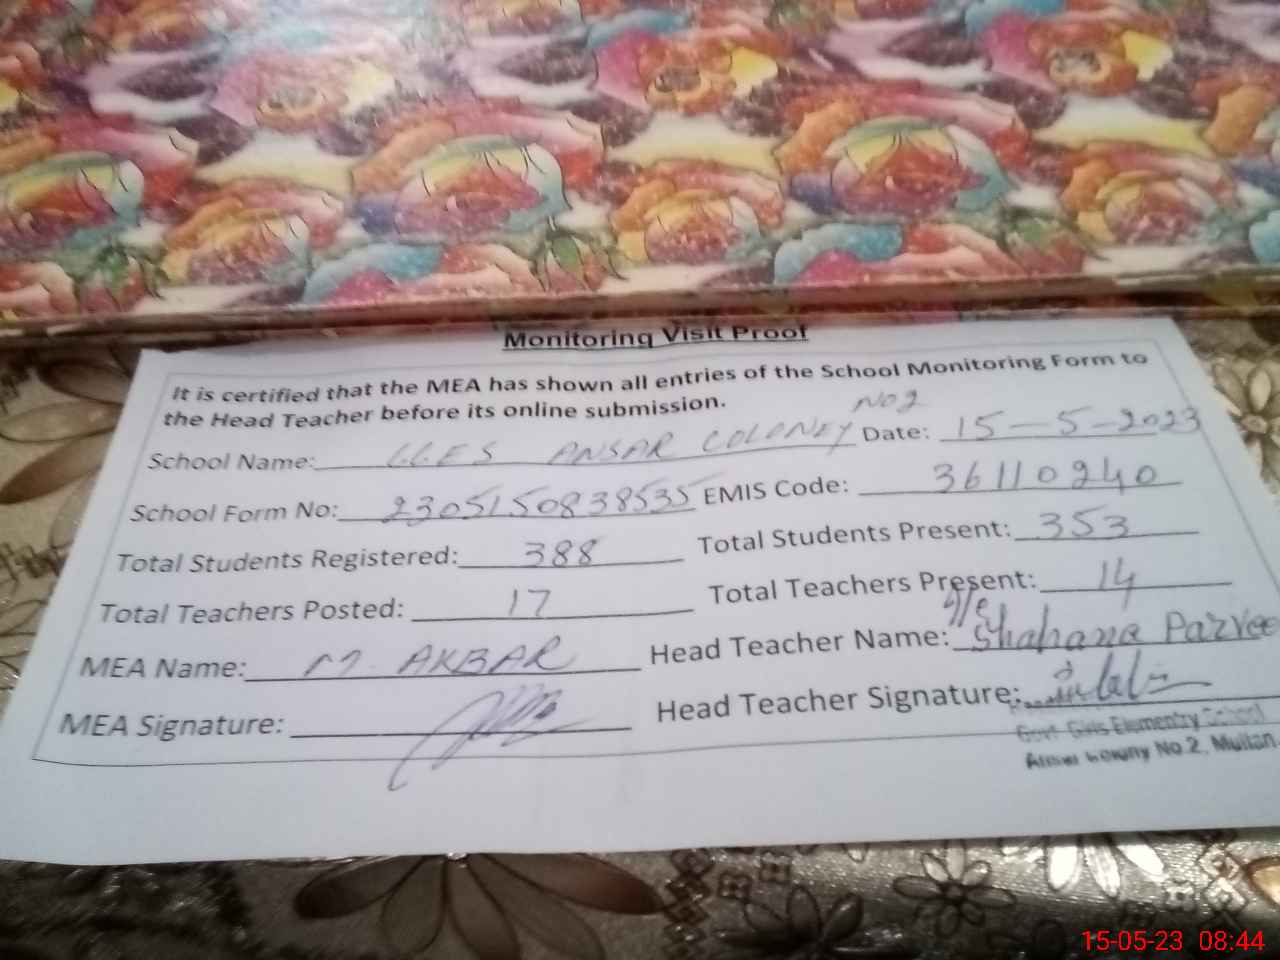 Monitoring Visit Proof
It is certified that the MEA has shown all entries of the School Monitoring Form to
the Head Teacher before its online submission.
School Name: GGES ANSAR COLONEY NO2 Date: 15-5-2023
School Form No: 2305150838535 EMIS Code: 36110240
Total Students Registered: 388 Total Students Present: 353
Total Teachers Posted: 17 Total Teachers Present: 14
MEA Name: M. AKBAR Head Teacher Name: Shahana Parvee
MEA Signature: Head Teacher Signature:
Govt Girls Elementry School
Ansar Colony No 2, Multan.
15-05-23 08:44